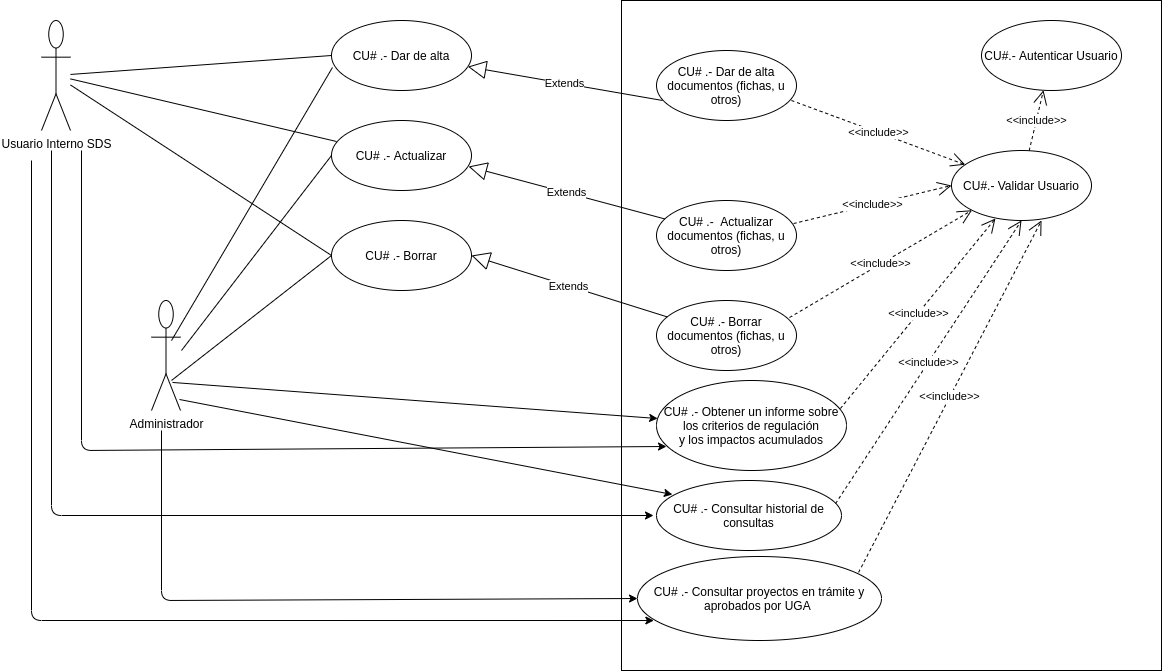 CU# .- Dar de alta
CU#.- Autenticar Usuario
CU# .- Dar de alta
documentos (fichas, u
otros)
Extends
<<include>>
<<include>>
Usuario Interno SDS
CU# .- Actualizar
CU#.- Validar Usuario
Extends
<<include>>
CU# .-  Actualizar
documentos (fichas, u
otros)
CU# .- Borrar
<<include>>
Extends
CU# .- Borrar
documentos (fichas, u
otros)
<<include>>
<<include>>
<<include>>
Administrador
CU# .- Obtener un informe sobre
los criterios de regulación
y los impactos acumulados
CU# .- Consultar historial de
consultas
CU# .- Consultar proyectos en trámite y
aprobados por UGA